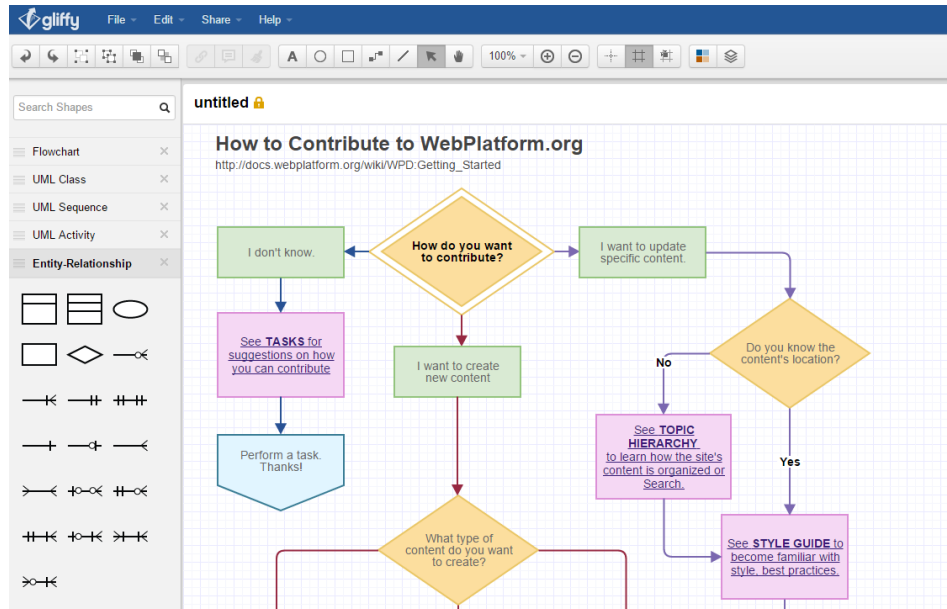 gliffy
File
Edit
Share
Help
A
100%
Search Shapes
Flowchart
UML Class
UML Sequence
UML Activity
Entity-Relationship
untitled
How to Contribute to WebPlatform.org
http://docs.webplatform.org/wiki/WPD:Getting_Started
I don't know.
How do you want
to contribute?
I want to update
specific content.
See TASKS for
suggestions on how
you can contribute
I want to create
new content
Do you know the
content's location?
No
Perform a task.
Thanks!
See TOPIC
HIERARCHY
to learn how the site's
content is organized or
Search.
Yes
What type of
content do you want
to create?
See STYLE GUIDE to
become familiar with
style, best practices.